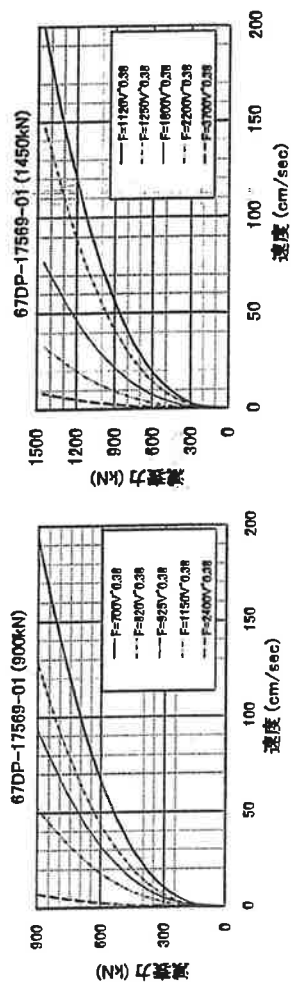 67DP-17569-01 (900kN)
減衰力 (kN)
900
600
300
0
F=700V^0.38
F=820V^0.38
F=925V^0.38
F=1150V^0.38
F=2400V^0.38
0
50
100
150
200
速度 (cm/sec)
67DP-17569-01 (1450kN)
減衰力 (kN)
1500
1200
900
600
300
0
F=1120V^0.38
F=1250V^0.38
F=1600V^0.38
F=2200V^0.38
F=3700V^0.38
0
50
100
150
200
速度 (cm/sec)